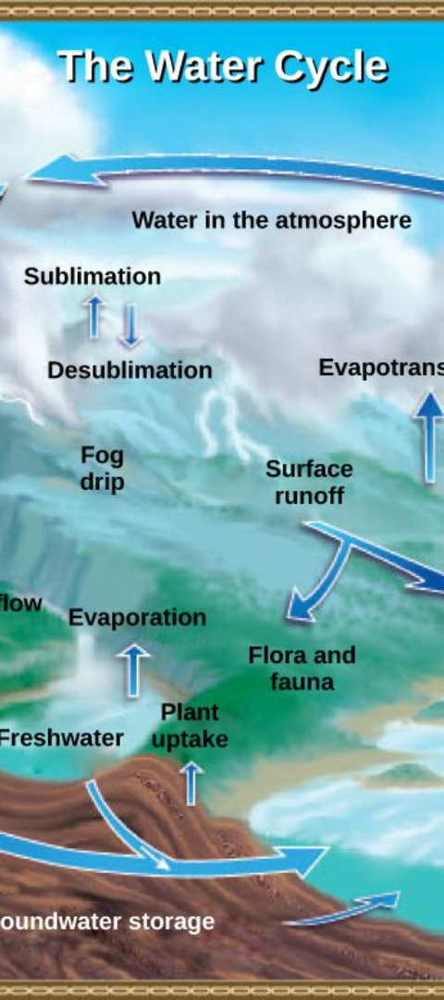 The Water Cycle
Water in the atmosphere
Sublimation
Desublimation
Evapotrans
Fog
drip
Surface
runoff
flow
Evaporation
Flora and
fauna
Plant
uptake
Freshwater
oundwater storage